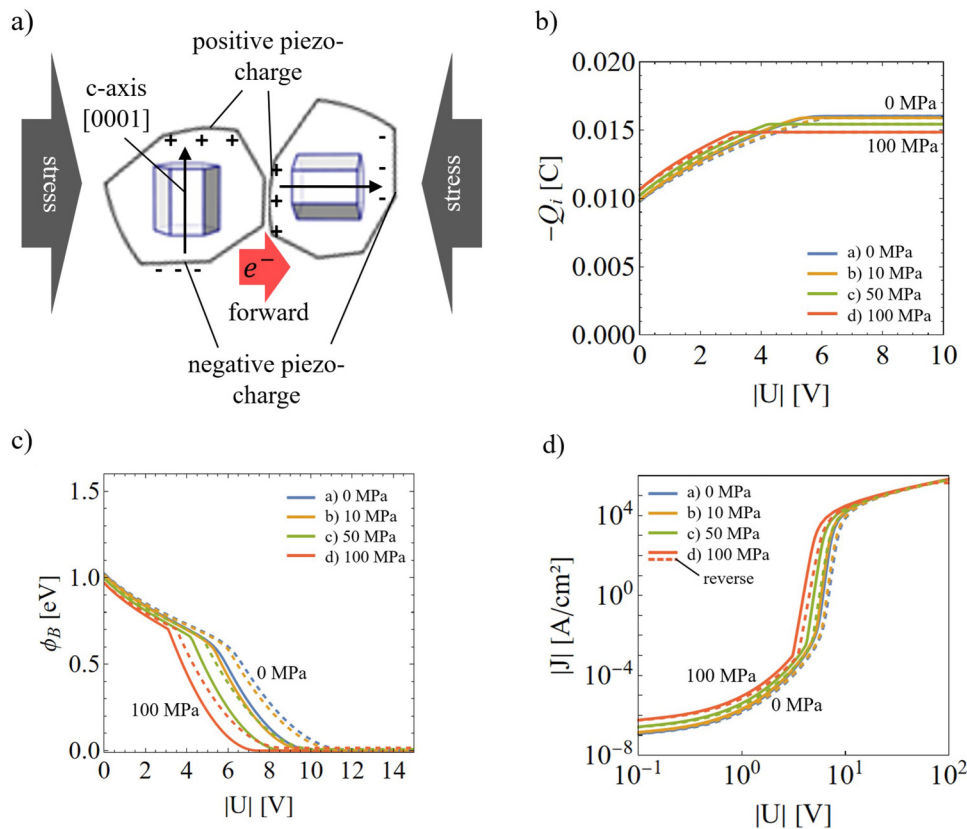 a)
positive piezo-
charge
c-axis
[0001]
+ + +
stress
stress
+
+
+
-
-
-
- - -
e⁻
forward
negative piezo-
charge
b)
0.020
0.015
0.010
0.005
0.000
-Qᵢ [C]
0 MPa
100 MPa
a) 0 MPa
b) 10 MPa
c) 50 MPa
d) 100 MPa
0 2 4 6 8 10
|U| [V]
c)
1.5
1.0
0.5
0.0
ϕ_B [eV]
a) 0 MPa
b) 10 MPa
c) 50 MPa
d) 100 MPa
0 MPa
100 MPa
0 2 4 6 8 10 12 14
|U| [V]
d)
10⁴
10⁰
10⁻⁴
10⁻⁸
|J| [A/cm²]
a) 0 MPa
b) 10 MPa
c) 50 MPa
d) 100 MPa
reverse
100 MPa
0 MPa
10⁻¹ 10⁰ 10¹ 10²
|U| [V]